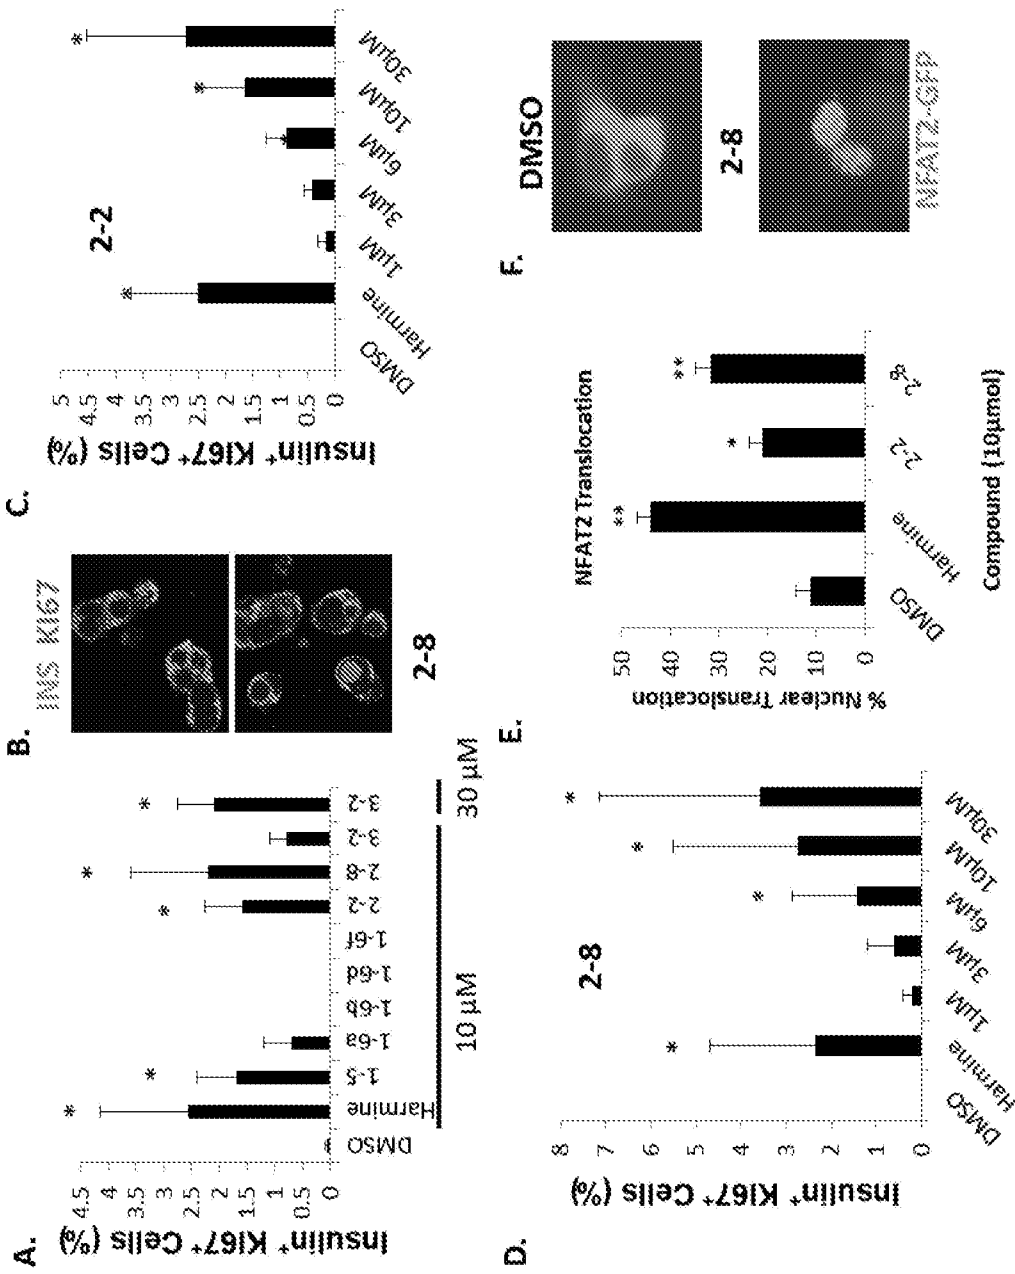 A.
Insulin⁺ KI67⁺ Cells (%)
4.5
4
3.5
3
2.5
2
1.5
1
0.5
0
*
*
*
*
*
DMSO
Harmine
1-5
1-6a
1-6b
1-6d
1-6f
2-2
2-8
3-2
3-2
10 µM
30 µM
B.
INS KI67
2-8
C.
Insulin⁺ KI67⁺ Cells (%)
5
4.5
4
3.5
3
2.5
2
1.5
1
0.5
0
2-2
*
*
*
*
DMSO
Harmine
1µM
3µM
6µM
10µM
30µM
D.
Insulin⁺ KI67⁺ Cells (%)
8
7
6
5
4
3
2
1
0
2-8
*
*
*
*
DMSO
Harmine
1µM
3µM
6µM
10µM
30µM
E.
NFAT2 Translocation
% Nuclear Translocation
50
40
30
20
10
0
**
*
**
DMSO
Harmine
2-2
2-8
Compound (10µmol)
F.
DMSO
2-8
NFAT2-GFP